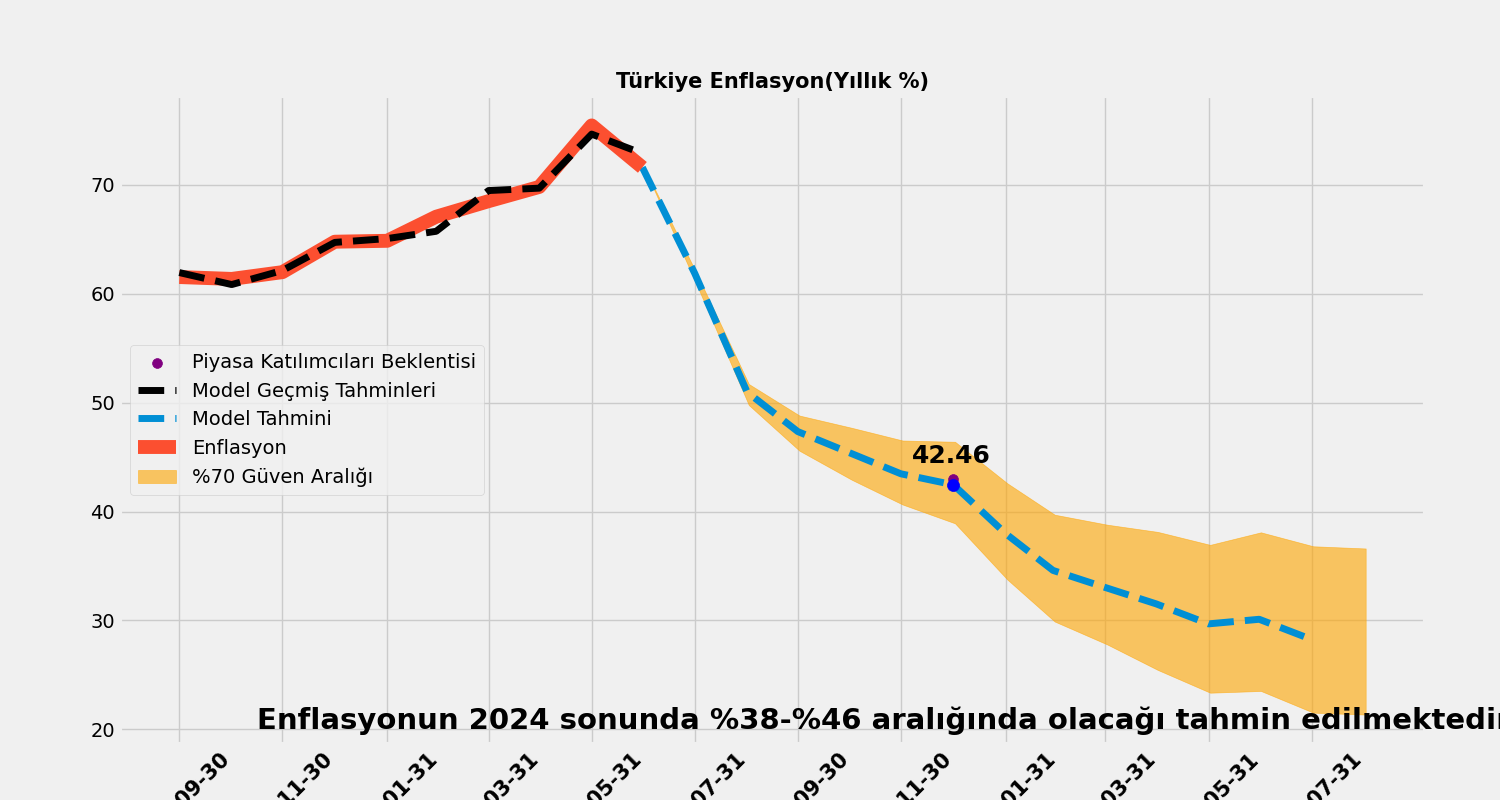 Türkiye Enflasyon(Yıllık %)
70
60
50
40
30
20
Piyasa Katılımcıları Beklentisi
Model Geçmiş Tahminleri
Model Tahmini
Enflasyon
%70 Güven Aralığı
42.46
Enflasyonun 2024 sonunda %38-%46 aralığında olacağı tahmin edilmektedir
09-30
11-30
01-31
03-31
05-31
07-31
09-30
11-30
01-31
03-31
05-31
07-31